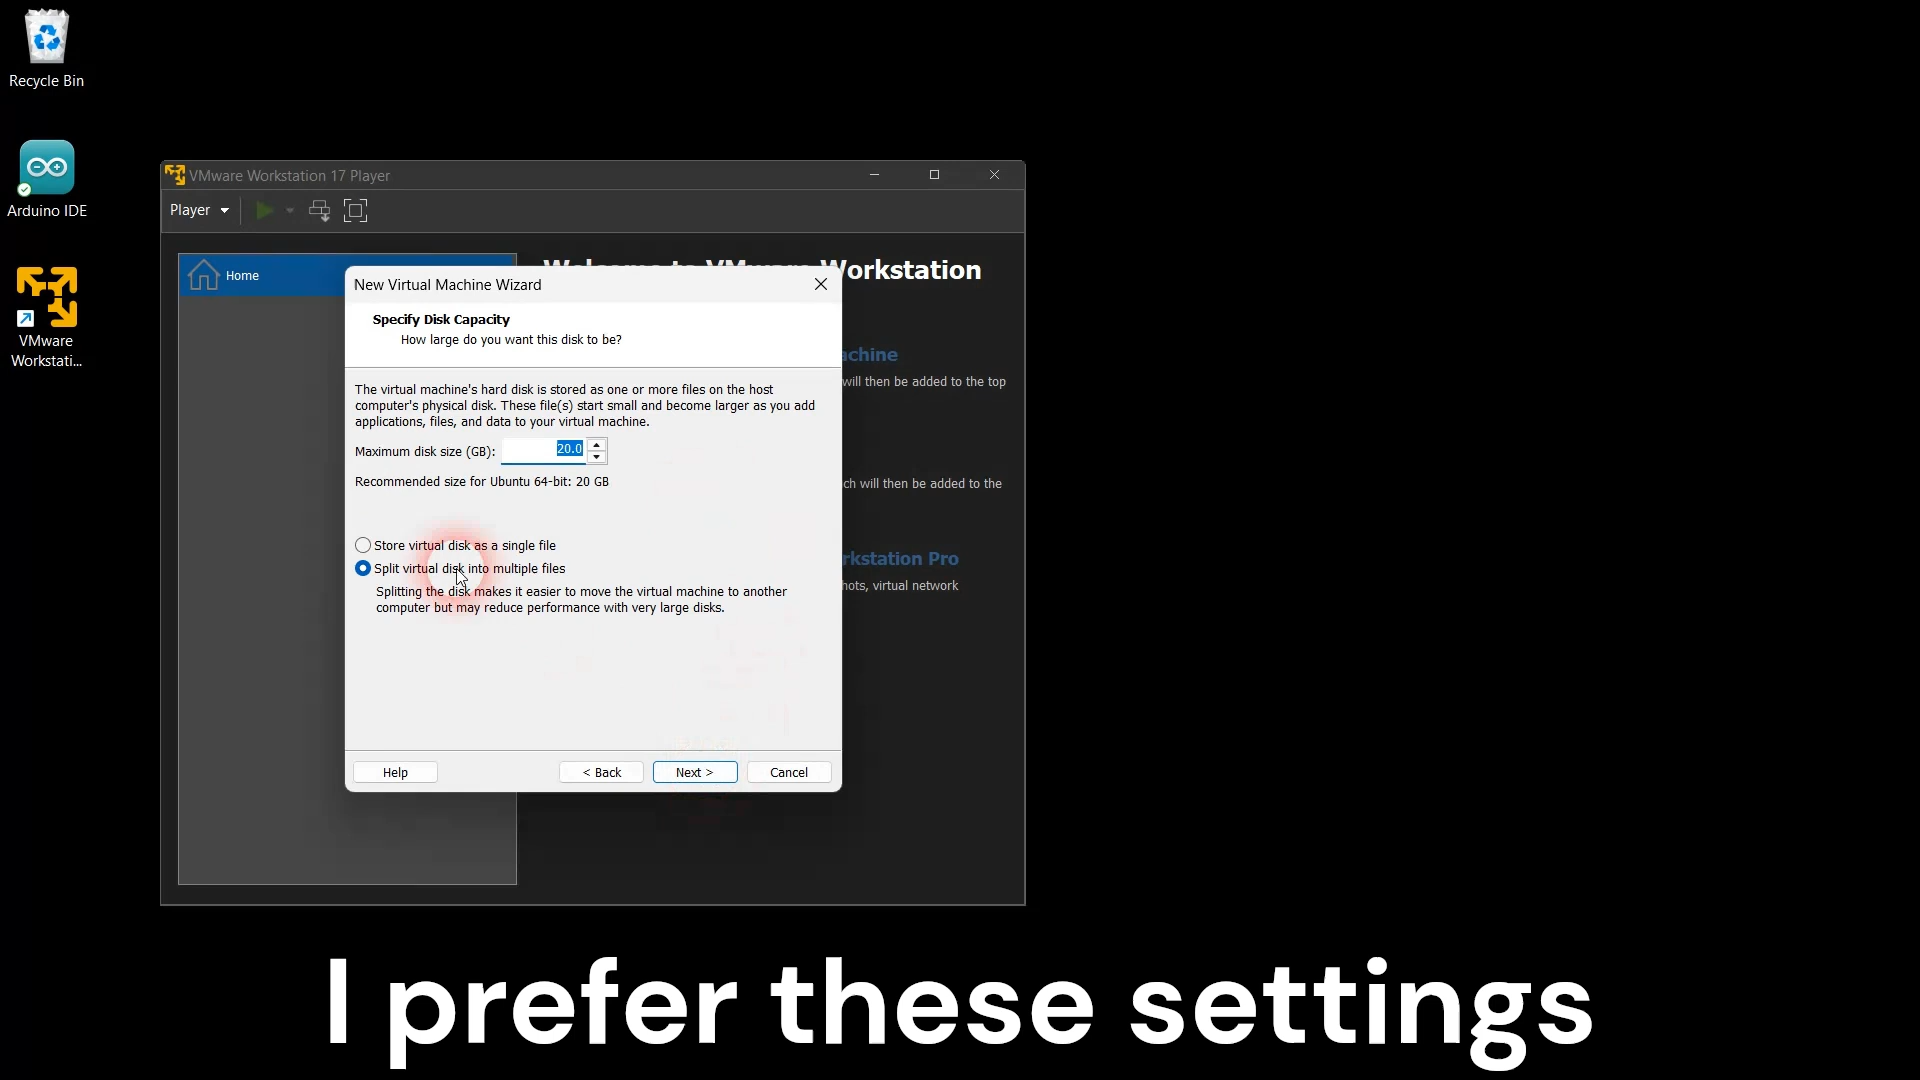 Recycle Bin
Arduino IDE
VMware
Workstati...
VMware Workstation 17 Player
Player
Home
Workstation
New Virtual Machine Wizard
Specify Disk Capacity
How large do you want this disk to be?
achine
will then be added to the top
The virtual machine's hard disk is stored as one or more files on the host
computer's physical disk. These file(s) start small and become larger as you add
applications, files, and data to your virtual machine.
Maximum disk size (GB): 20.0
Recommended size for Ubuntu 64-bit: 20 GB
ch will then be added to the
Store virtual disk as a single file
Split virtual disk into multiple files
rkstation Pro
Splitting the disk makes it easier to move the virtual machine to another
computer but may reduce performance with very large disks.
hots, virtual network
Help
< Back
Next >
Cancel
I prefer these settings